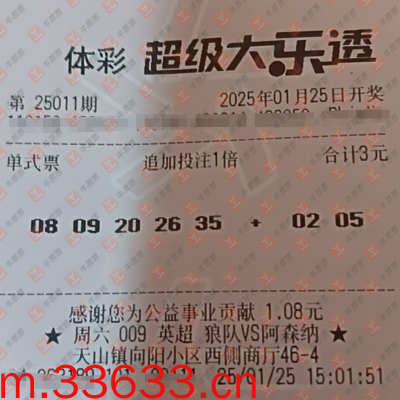 体彩 超级大乐透
第 25011期 2025年01月25日开奖
单式票 追加投注1倍 合计3元
08 09 20 26 35 + 02 05
感谢您为公益事业贡献 1.08元
★ 周六 009 英超 狼队VS阿森纳 ★
天山镇向阳小区西侧商厅46-4
25/01/25 15:01:51
m.33633.cn